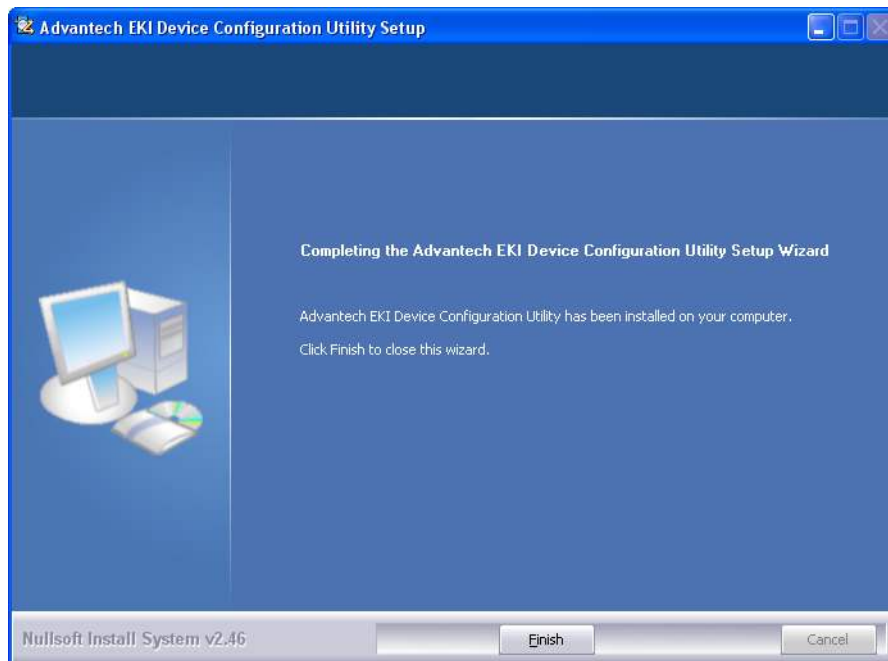 Advantech EKI Device Configuration Utility Setup
Completing the Advantech EKI Device Configuration Utility Setup Wizard
Advantech EKI Device Configuration Utility has been installed on your computer.
Click Finish to close this wizard.
Nullsoft Install System v2.46
Finish
Cancel